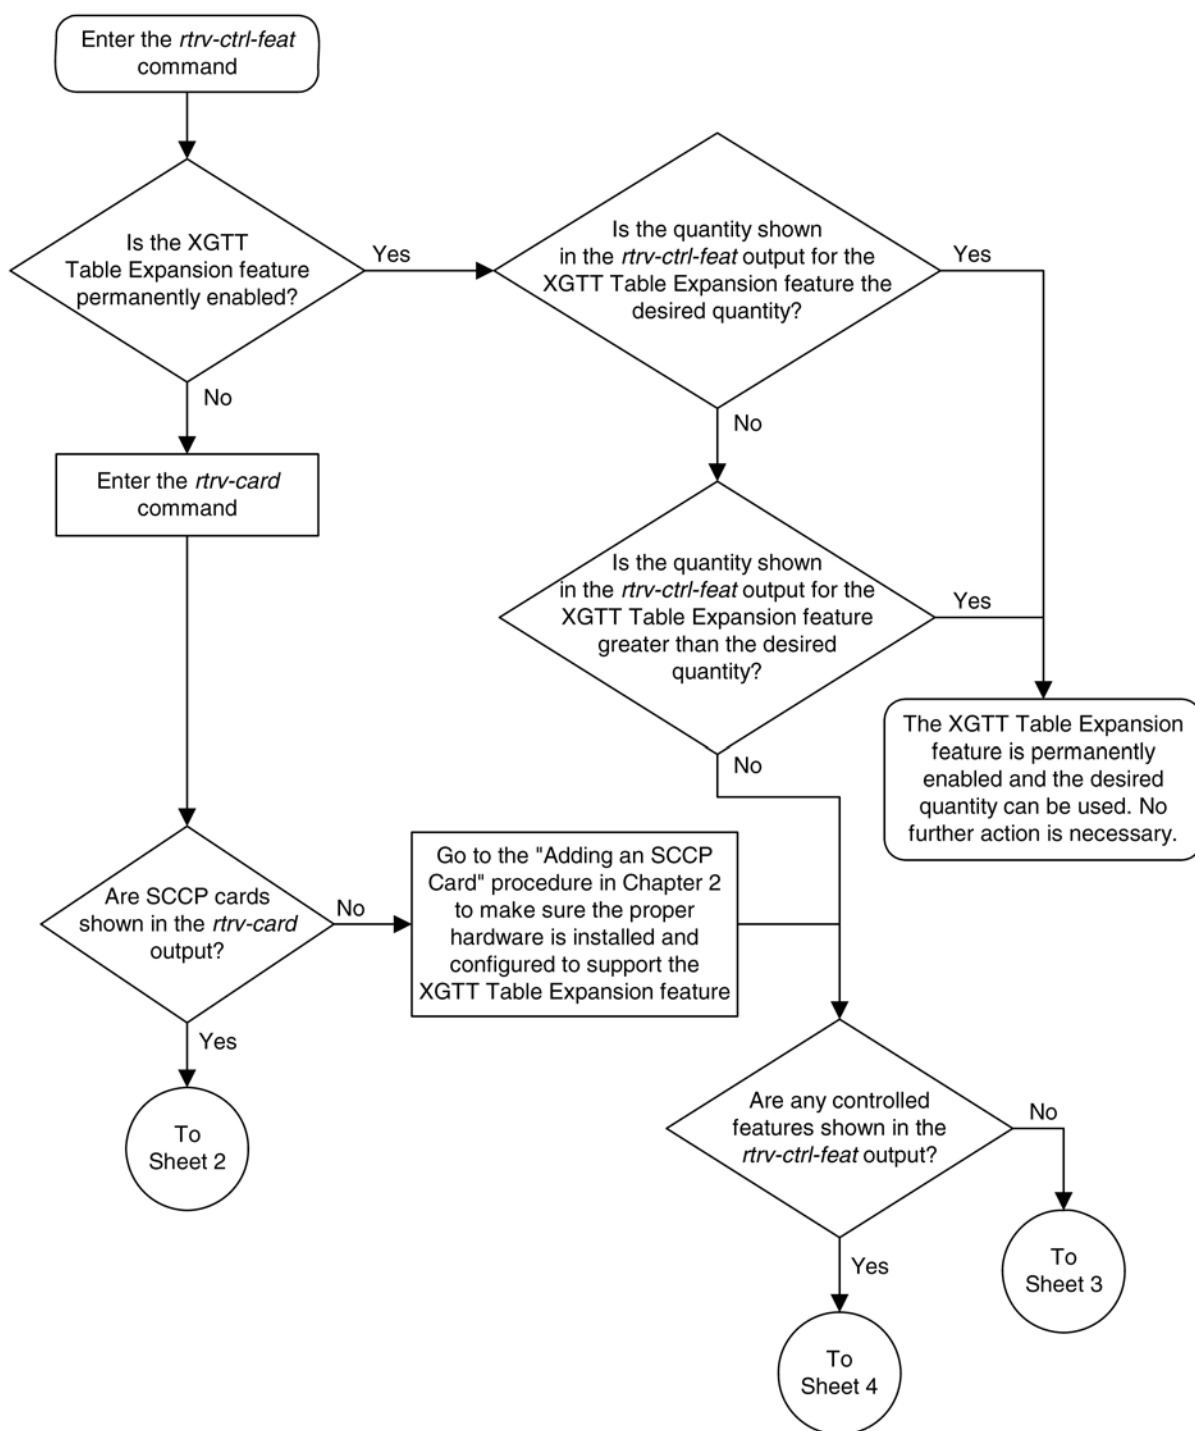 Enter the rtrv-ctrl-feat
command
Is the XGTT
Table Expansion feature
permanently enabled?
Yes
No
Is the quantity shown
in the rtrv-ctrl-feat output for the
XGTT Table Expansion feature the
desired quantity?
Yes
No
Enter the rtrv-card
command
Is the quantity shown
in the rtrv-ctrl-feat output for the
XGTT Table Expansion feature
greater than the desired
quantity?
Yes
No
The XGTT Table Expansion
feature is permanently
enabled and the desired
quantity can be used. No
further action is necessary.
Are SCCP cards
shown in the rtrv-card
output?
No
Yes
Go to the "Adding an SCCP
Card" procedure in Chapter 2
to make sure the proper
hardware is installed and
configured to support the
XGTT Table Expansion feature
To
Sheet 2
Are any controlled
features shown in the
rtrv-ctrl-feat output?
No
Yes
To
Sheet 3
To
Sheet 4